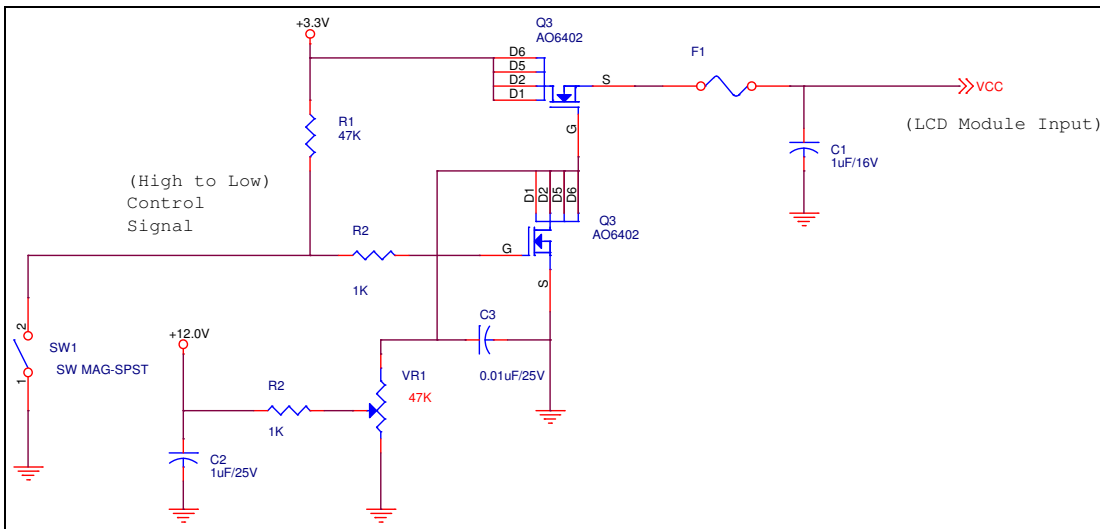 +3.3V
Q3
AO6402
D6
D5
D2
D1
S
G
F1
VCC
(LCD Module Input)
R1
47K
C1
1uF/16V
(High to Low)
Control
Signal
D1
D2
D5
D6
Q3
AO6402
R2
1K
G
S
2
1
SW1
SW MAG-SPST
+12.0V
C3
0.01uF/25V
R2
1K
VR1
47K
C2
1uF/25V